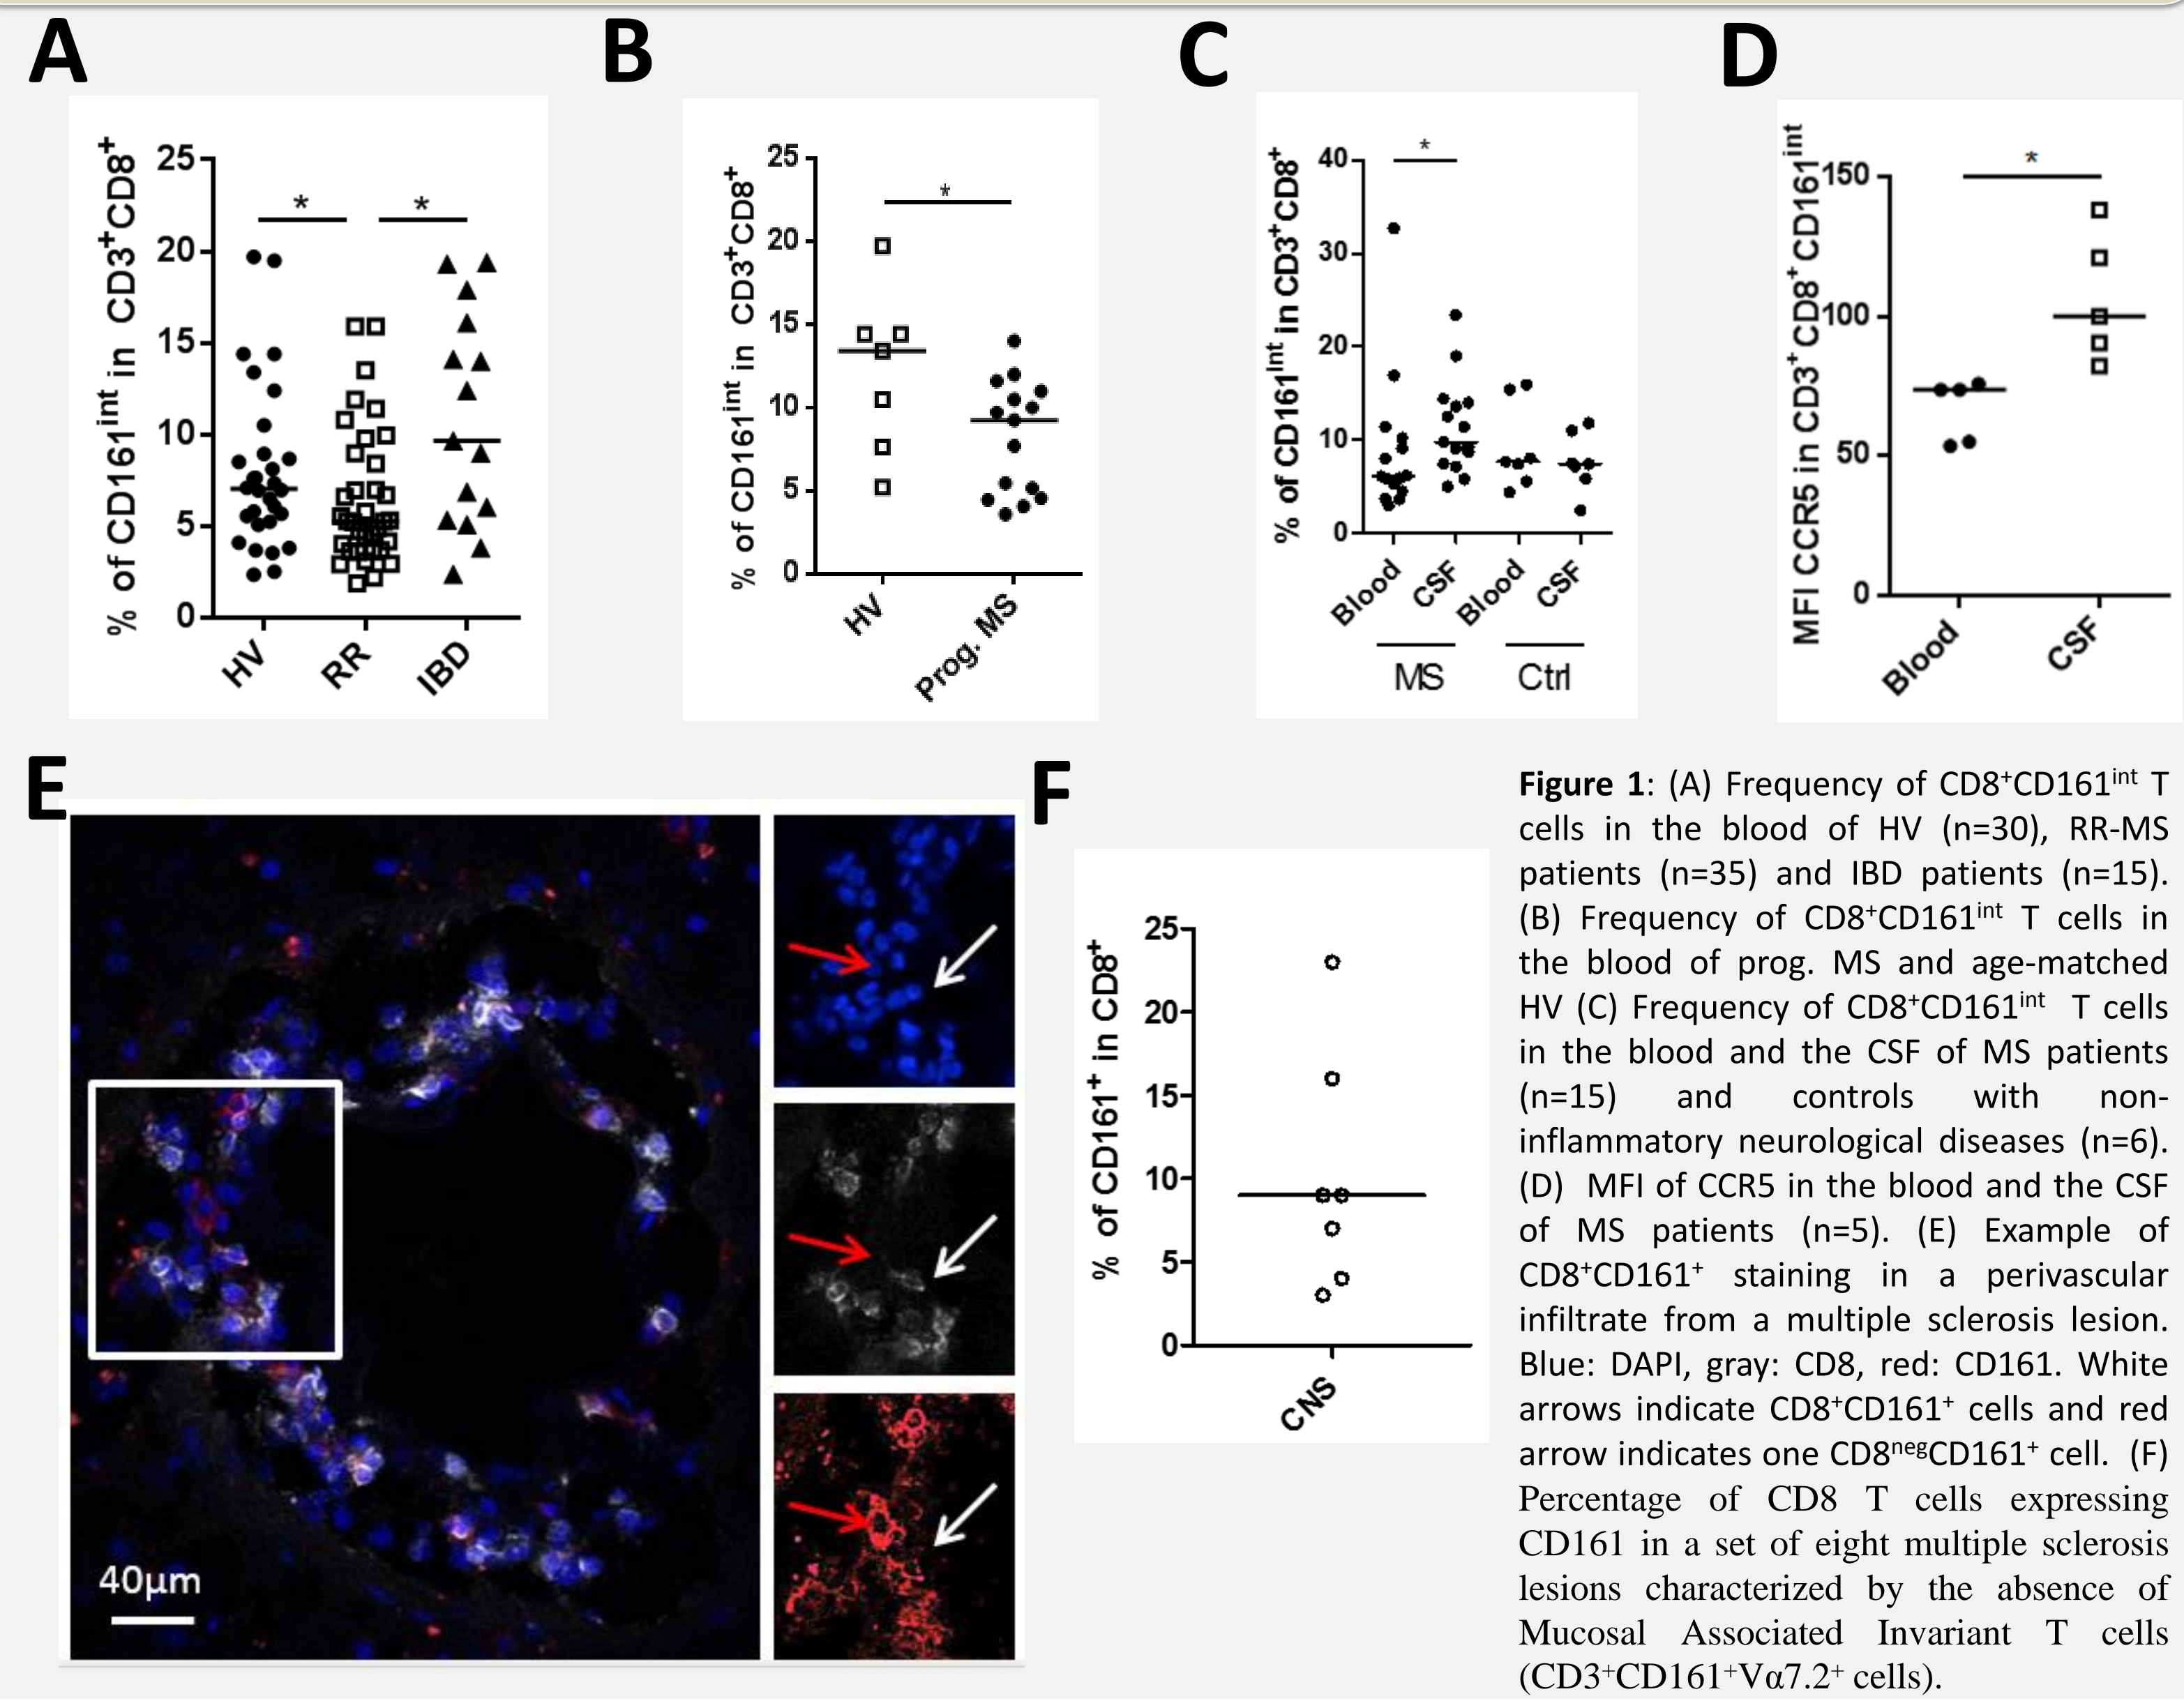 A
B
C
D
% of CD161int in CD3+CD8+
25
20
15
10
5
0
*
*
HV
RR
IBD
% of CD161int in CD3+CD8+
25
20
15
10
5
0
*
HV
Prog. MS
% of CD161int in CD3+CD8+
40
30
20
10
0
*
Blood
CSF
Blood
CSF
MS
Ctrl
MFI CCR5 in CD3+CD8+CD161int
150
100
50
0
*
Blood
CSF
E
40µm
F
% of CD161+ in CD8+
25
20
15
10
5
0
CNS
Figure 1: (A) Frequency of CD8+CD161int T
cells in the blood of HV (n=30), RR-MS
patients (n=35) and IBD patients (n=15).
(B) Frequency of CD8+CD161int T cells in
the blood of prog. MS and age-matched
HV (C) Frequency of CD8+CD161int T cells
in the blood and the CSF of MS patients
(n=15) and controls with non-
inflammatory neurological diseases (n=6).
(D) MFI of CCR5 in the blood and the CSF
of MS patients (n=5). (E) Example of
CD8+CD161+ staining in a perivascular
infiltrate from a multiple sclerosis lesion.
Blue: DAPI, gray: CD8, red: CD161. White
arrows indicate CD8+CD161+ cells and red
arrow indicates one CD8negCD161+ cell. (F)
Percentage of CD8 T cells expressing
CD161 in a set of eight multiple sclerosis
lesions characterized by the absence of
Mucosal Associated Invariant T cells
(CD3+CD161+Vα7.2+ cells).